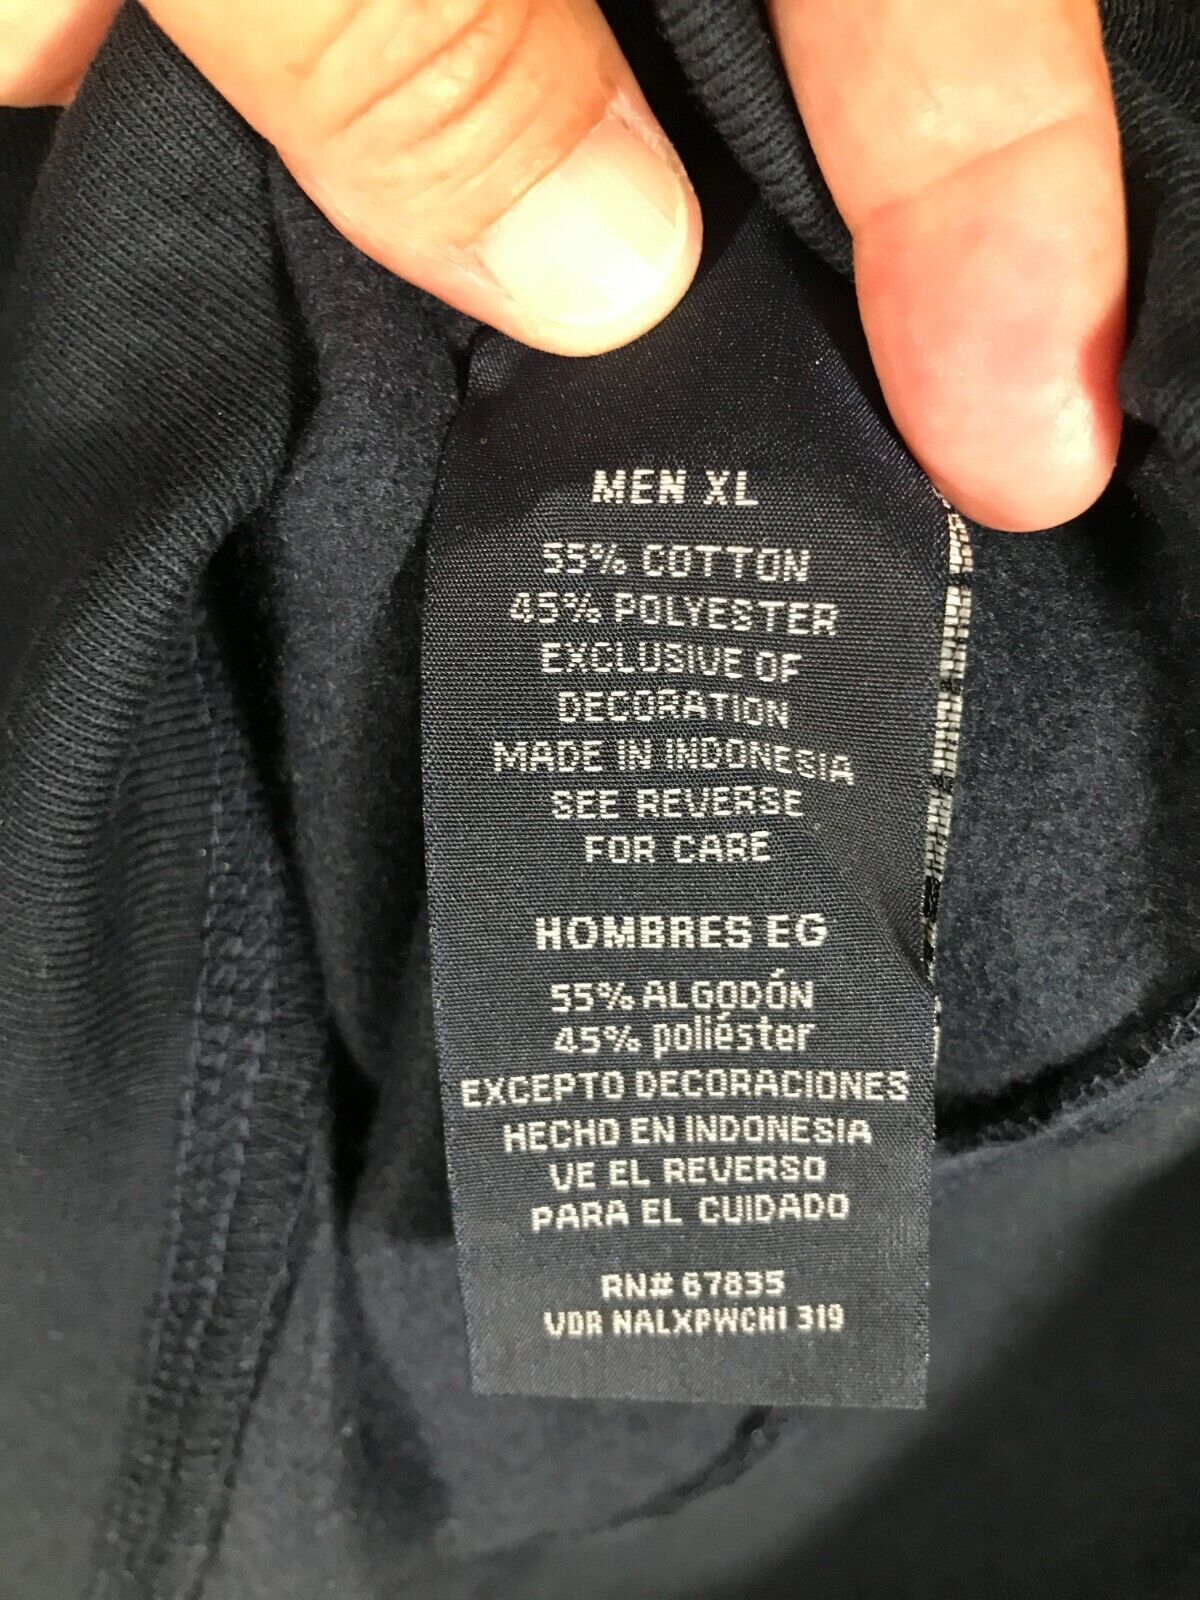 MEN XL
55% COTTON
45% POLYESTER
EXCLUSIVE OF
DECORATION
MADE IN INDONESIA
SEE REVERSE
FOR CARE
HOMBRES EG
55% ALGODÓN
45% poliéster
EXCEPTO DECORACIONES
HECHO EN INDONESIA
VE EL REVERSO
PARA EL CUIDADO
RN# 67835
VDR NALXPWCH1 319